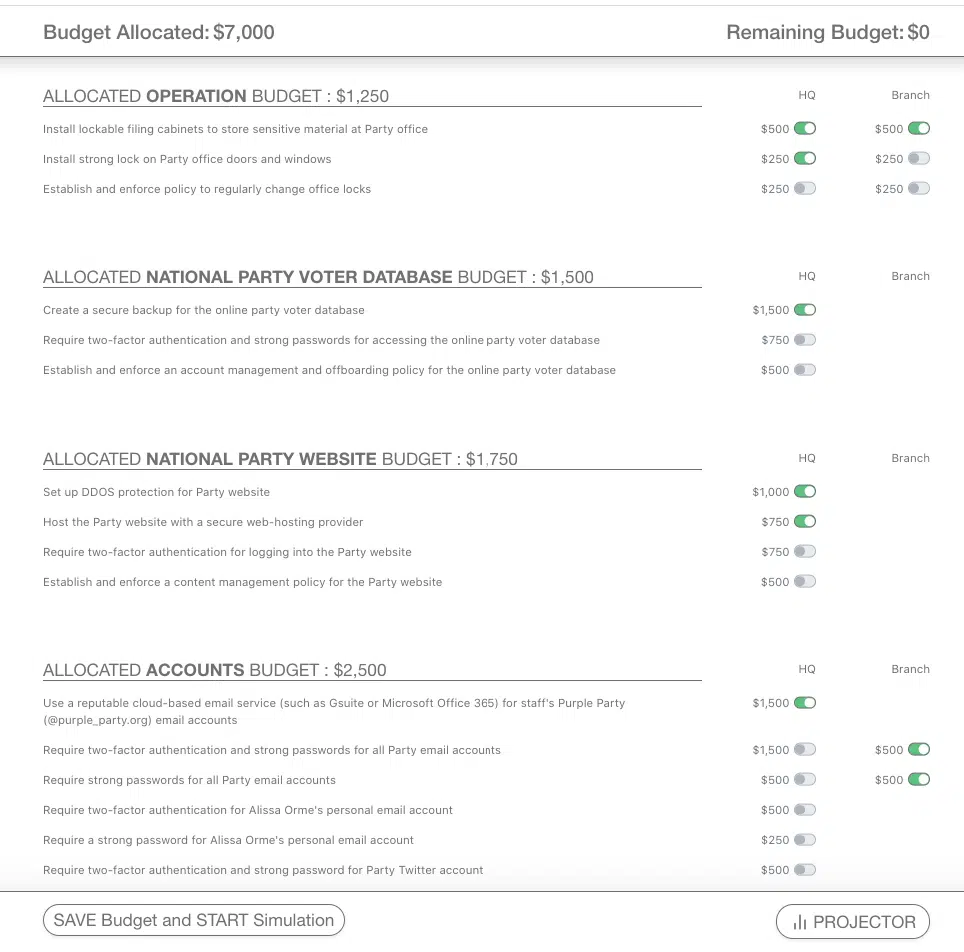 Budget Allocated: $7,000 Remaining Budget: $0
ALLOCATED OPERATION BUDGET : $1,250 HQ Branch
Install lockable filing cabinets to store sensitive material at Party office $500 $500
Install strong lock on Party office doors and windows $250 $250
Establish and enforce policy to regularly change office locks $250 $250
ALLOCATED NATIONAL PARTY VOTER DATABASE BUDGET : $1,500 HQ Branch
Create a secure backup for the online party voter database $1,500
Require two-factor authentication and strong passwords for accessing the online party voter database $750
Establish and enforce an account management and offboarding policy for the online party voter database $500
ALLOCATED NATIONAL PARTY WEBSITE BUDGET : $1,750 HQ Branch
Set up DDOS protection for Party website $1,000
Host the Party website with a secure web-hosting provider $750
Require two-factor authentication for logging into the Party website $750
Establish and enforce a content management policy for the Party website $500
ALLOCATED ACCOUNTS BUDGET : $2,500 HQ Branch
Use a reputable cloud-based email service (such as Gsuite or Microsoft Office 365) for staff's Purple Party $1,500
(@purple_party.org) email accounts
Require two-factor authentication and strong passwords for all Party email accounts $1,500 $500
Require strong passwords for all Party email accounts $500 $500
Require two-factor authentication for Alissa Orme's personal email account $500
Require a strong password for Alissa Orme's personal email account $250
Require two-factor authentication and strong password for Party Twitter account $500
SAVE Budget and START Simulation PROJECTOR